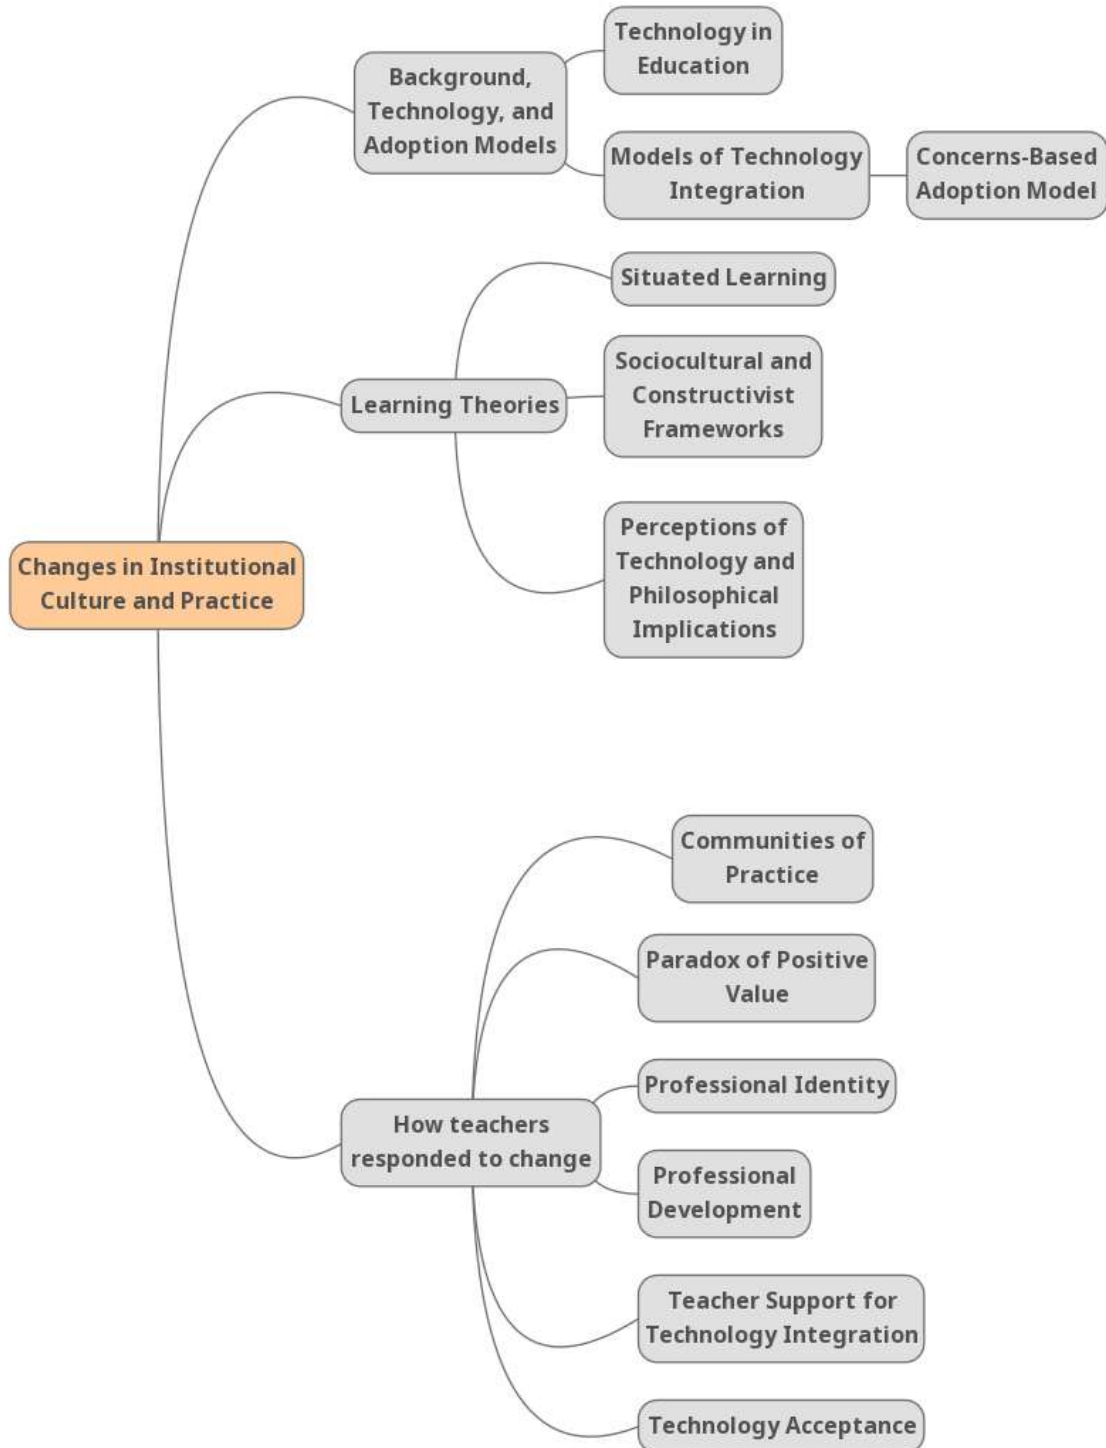 Technology in
Education
Background,
Technology, and
Adoption Models
Models of Technology
Integration
Concerns-Based
Adoption Model
Situated Learning
Sociocultural and
Constructivist
Frameworks
Learning Theories
Perceptions of
Technology and
Philosophical
Implications
Changes in Institutional
Culture and Practice
Communities of
Practice
Paradox of Positive
Value
Professional Identity
How teachers
responded to change
Professional
Development
Teacher Support for
Technology Integration
Technology Acceptance